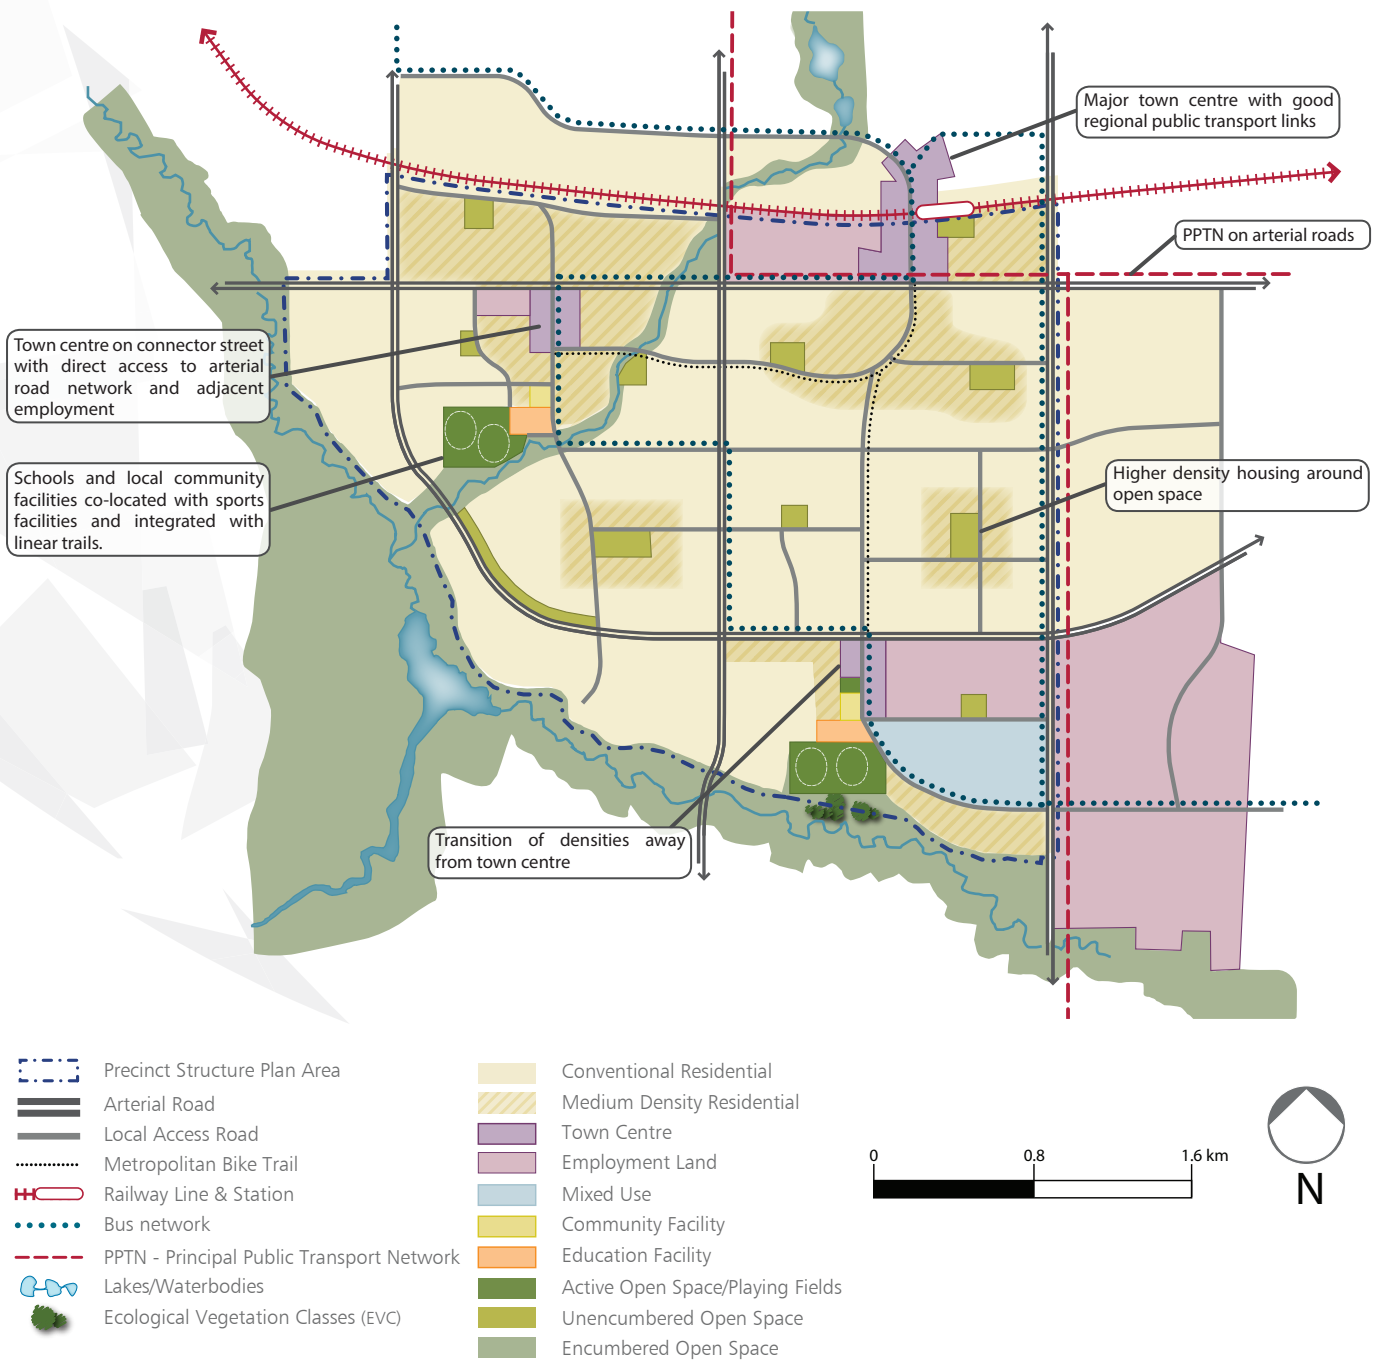 Major town centre with good
regional public transport links
PPTN on arterial roads
Town centre on connector street
with direct access to arterial
road network and adjacent
employment
Schools and local community
facilities co-located with sports
facilities and integrated with
linear trails.
Higher density housing around
open space
Transition of densities away
from town centre
Precinct Structure Plan Area
Arterial Road
Local Access Road
Metropolitan Bike Trail
Railway Line & Station
Bus network
PPTN - Principal Public Transport Network
Lakes/Waterbodies
Ecological Vegetation Classes (EVC)
Conventional Residential
Medium Density Residential
Town Centre
Employment Land
Mixed Use
Community Facility
Education Facility
Active Open Space/Playing Fields
Unencumbered Open Space
Encumbered Open Space
0 0.8 1.6 km
N